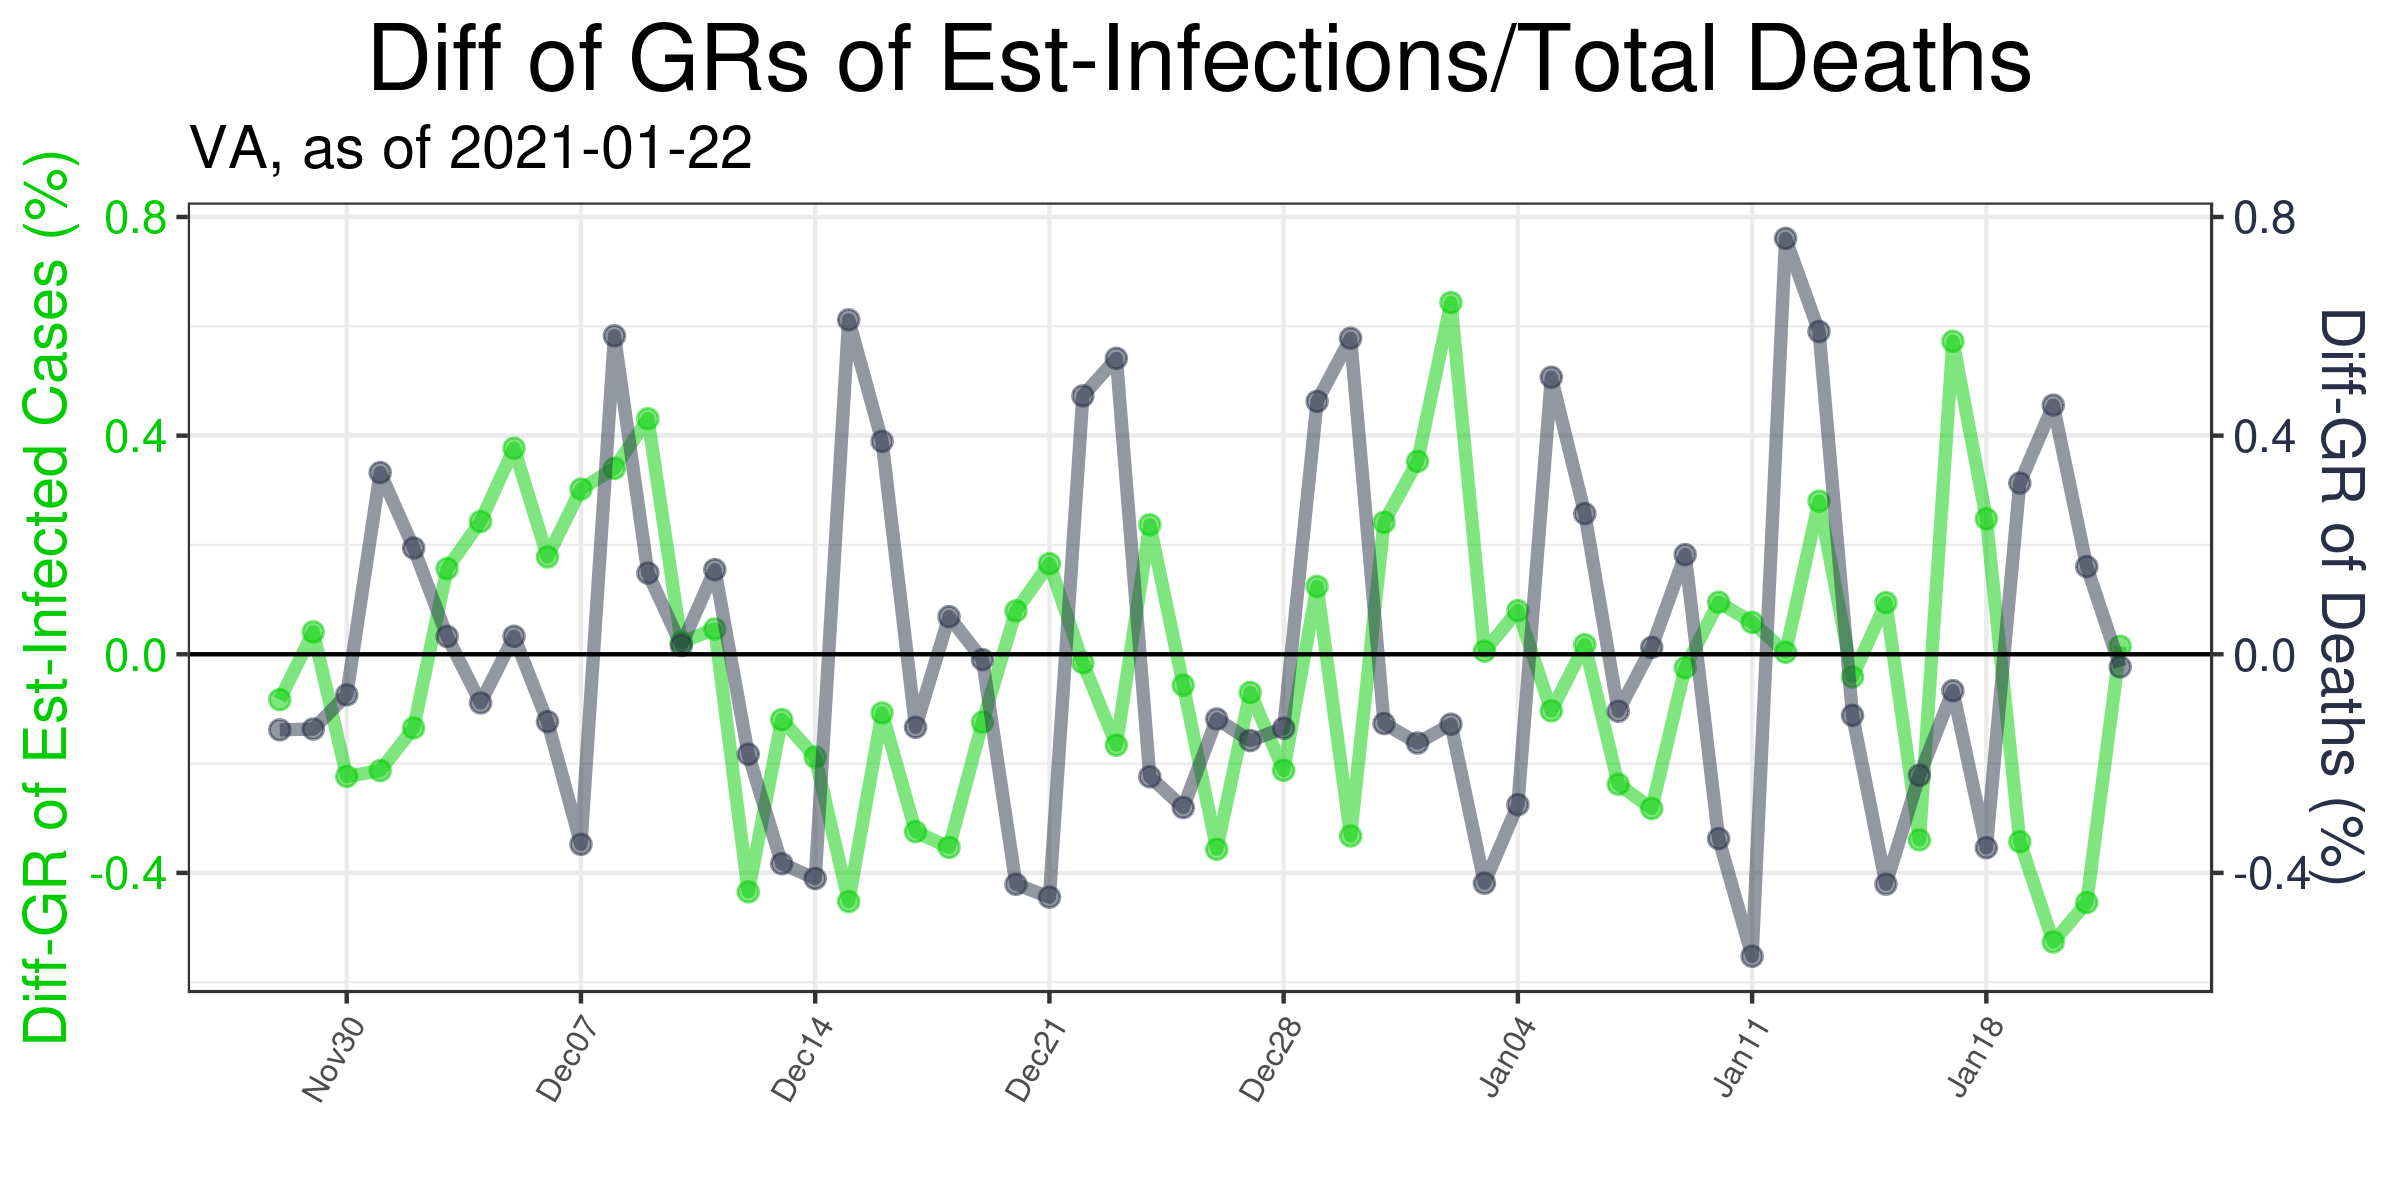 Diff of GRs of Est-Infections/Total Deaths
VA, as of 2021-01-22
Diff-GR of Est-Infected Cases (%)
0.8
0.4
0.0
-0.4
0.8
0.4
0.0
-0.4
Diff-GR of Deaths (%)
Nov30
Dec07
Dec14
Dec21
Dec28
Jan04
Jan11
Jan18